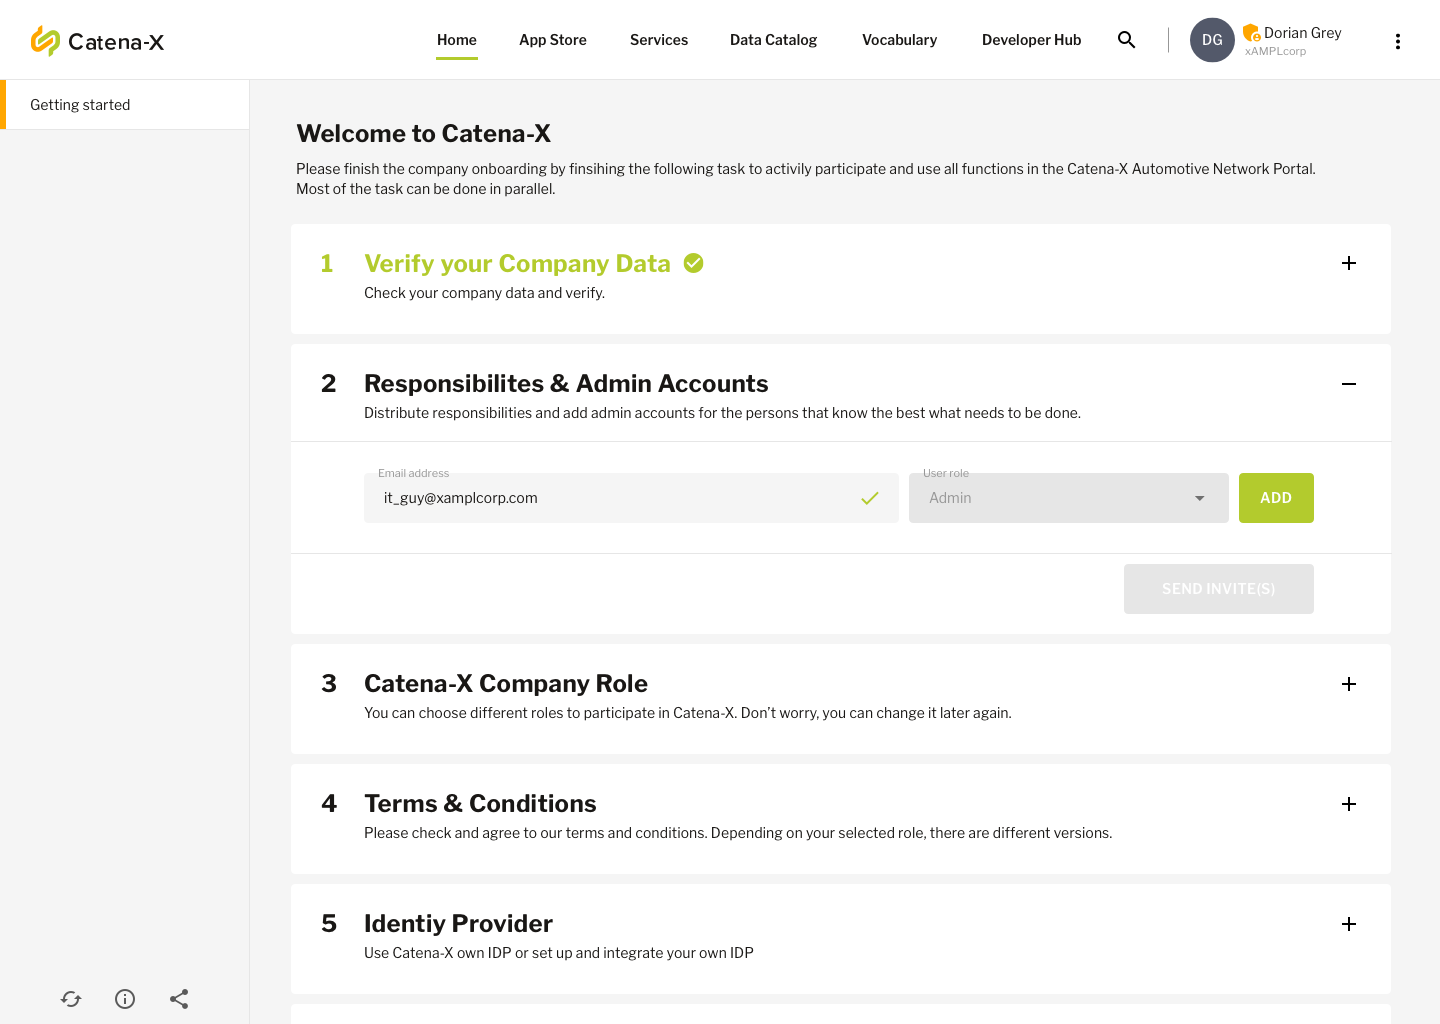 Catena-X
Home
App Store
Services
Data Catalog
Vocabulary
Developer Hub
DG
Dorian Grey
xAMPLcorp
Getting started
Welcome to Catena-X
Please finish the company onboarding by finsihing the following task to activily participate and use all functions in the Catena-X Automotive Network Portal.
Most of the task can be done in parallel.
1 Verify your Company Data
Check your company data and verify.
2 Responsibilites & Admin Accounts
Distribute responsibilities and add admin accounts for the persons that know the best what needs to be done.
Email address
it_guy@xamplcorp.com
User role
Admin
ADD
SEND INVITE(S)
3 Catena-X Company Role
You can choose different roles to participate in Catena-X. Don’t worry, you can change it later again.
4 Terms & Conditions
Please check and agree to our terms and conditions. Depending on your selected role, there are different versions.
5 Identiy Provider
Use Catena-X own IDP or set up and integrate your own IDP